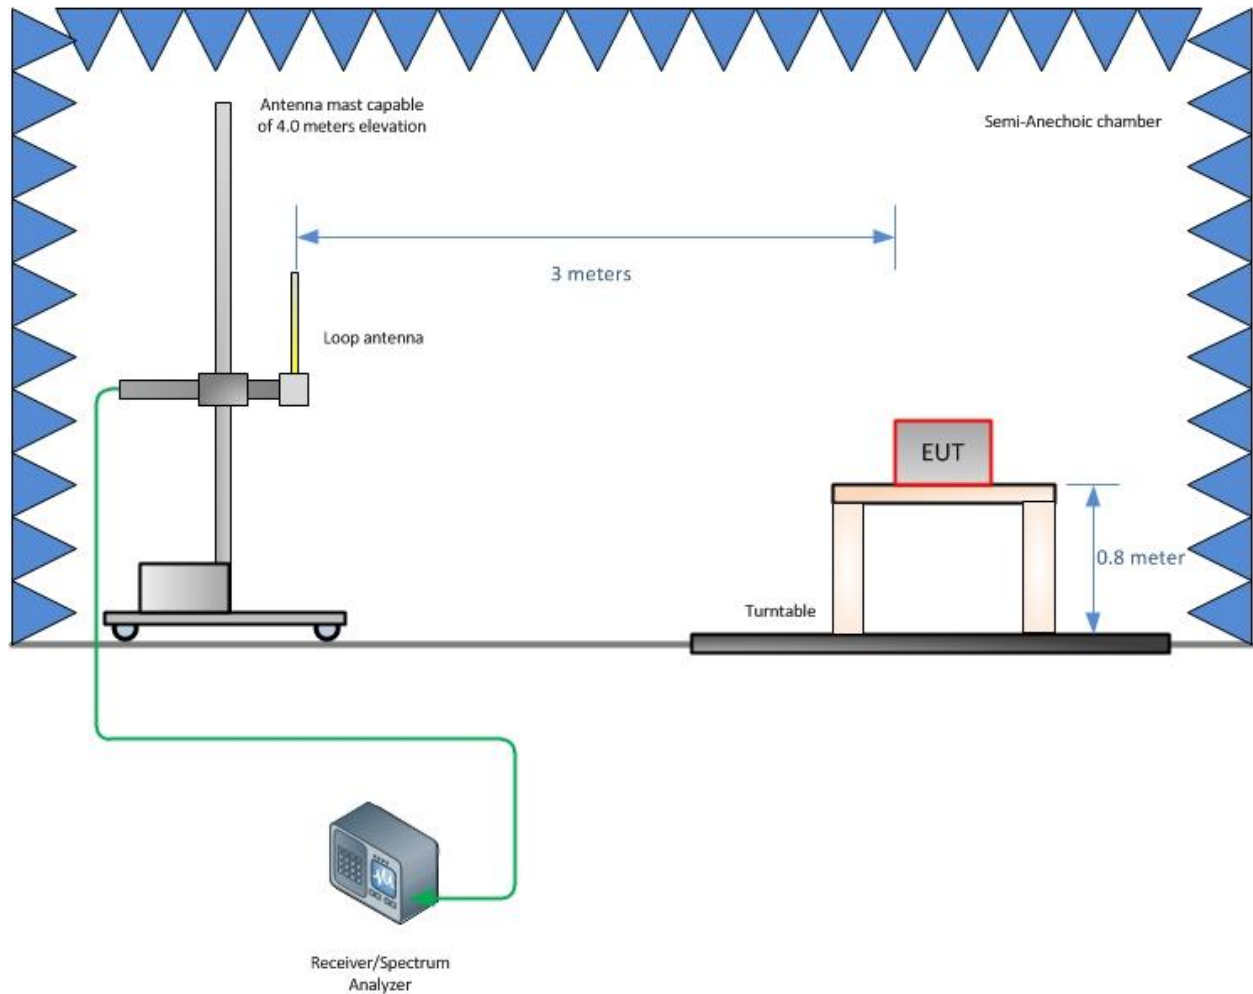 Antenna mast capable
of 4.0 meters elevation
Semi-Anechoic chamber
3 meters
Loop antenna
EUT
0.8 meter
Turntable
Receiver/Spectrum
Analyzer